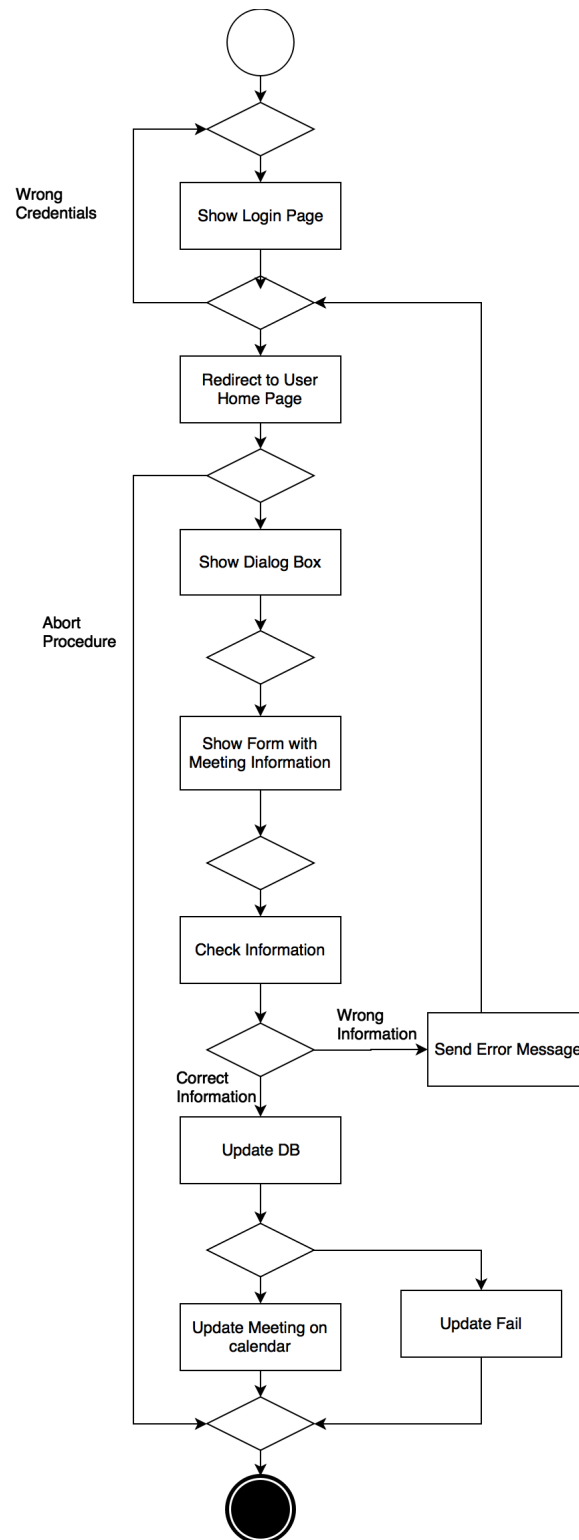 Wrong
Credentials
Show Login Page
Redirect to User
Home Page
Show Dialog Box
Abort
Procedure
Show Form with
Meeting Information
Check Information
Wrong
Information
Send Error Message
Correct
Information
Update DB
Update Meeting on
calendar
Update Fail